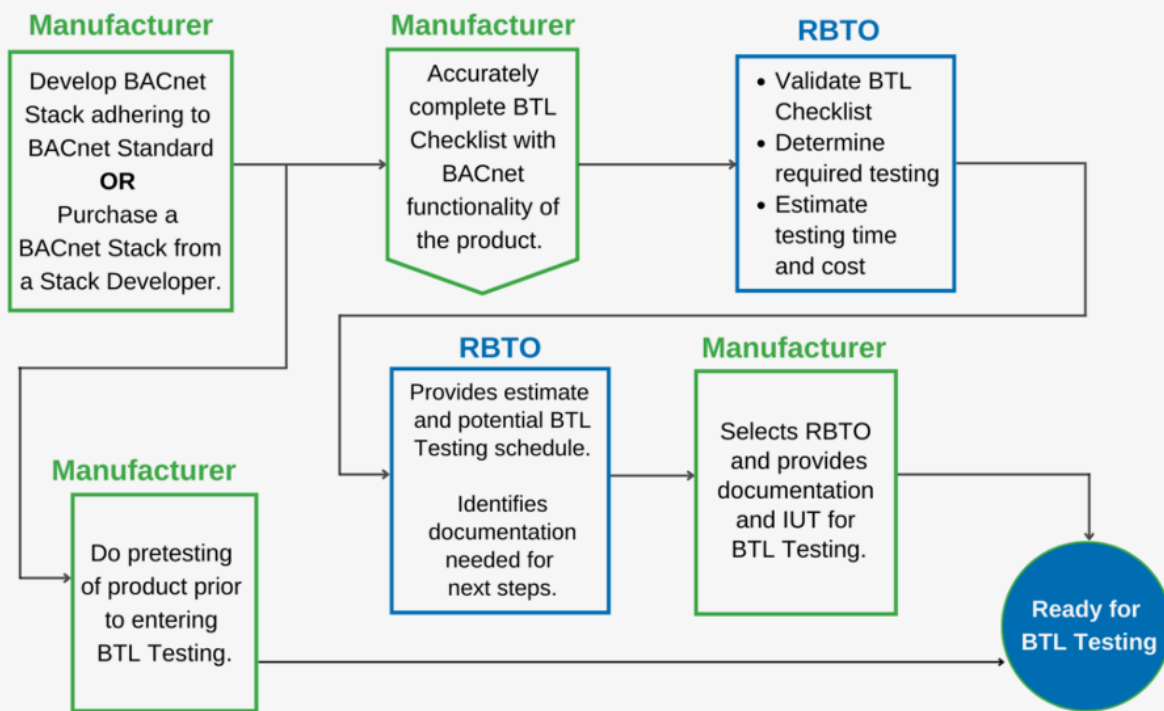 Manufacturer
Develop BACnet
Stack adhering to
BACnet Standard
OR
Purchase a
BACnet Stack from
a Stack Developer.
Manufacturer
Accurately
complete BTL
Checklist with
BACnet
functionality of
the product.
RBTO
• Validate BTL
Checklist
• Determine
required testing
• Estimate
testing time
and cost
RBTO
Provides estimate
and potential BTL
Testing schedule.
Identifies
documentation
needed for
next steps.
Manufacturer
Selects RBTO
and provides
documentation
and IUT for
BTL Testing.
Manufacturer
Do pretesting
of product prior
to entering
BTL Testing.
Ready for
BTL Testing